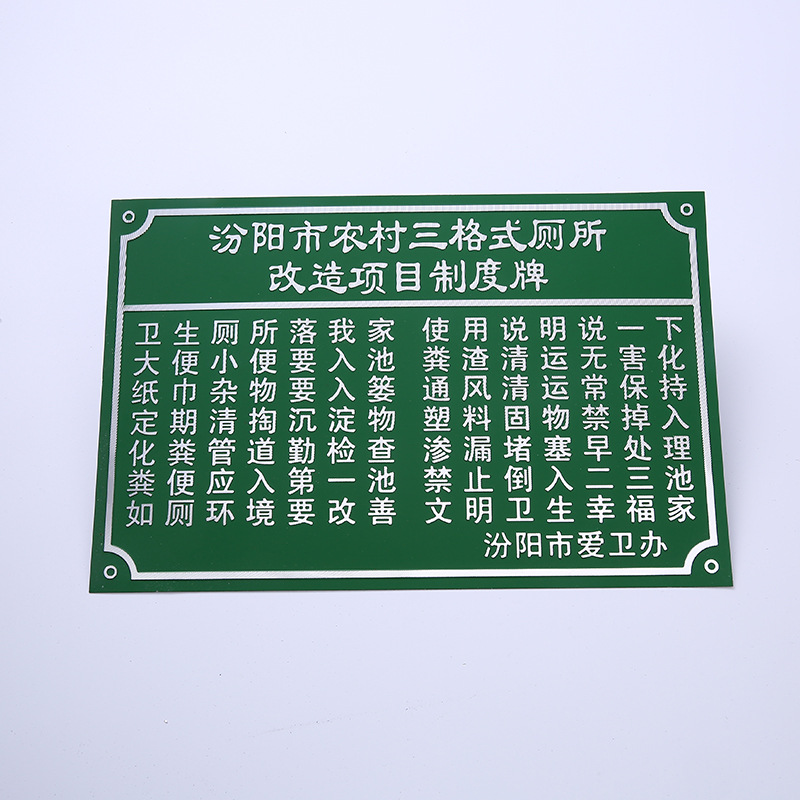 汾阳市农村三格式厕所
改造项目制度牌
卫生厕所落我家 使用说明说一下
大便小便要入池 粪渣清运无害化
纸巾杂物要入篓 通风清运常保持
定期清掏沉淀物 塑料固物禁掉入
化粪管道勤检查 渗漏堵塞早处理
粪便应入第一池 禁止倒入二三池
如厕环境要改善 文明卫生幸福家
汾阳市爱卫办